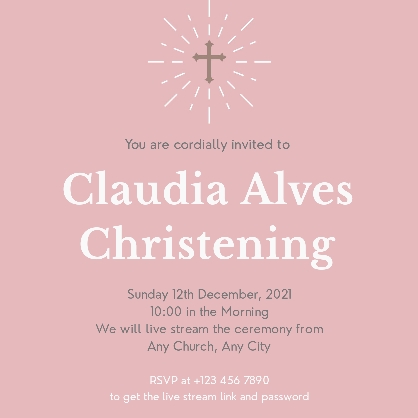 You are cordially invited to
Claudia Alves
Christening
Sunday 12th December, 2021
10:00 in the Morning
We will live stream the ceremony from
Any Church, Any City
RSVP at +123 456 7890
to get the live stream link and password